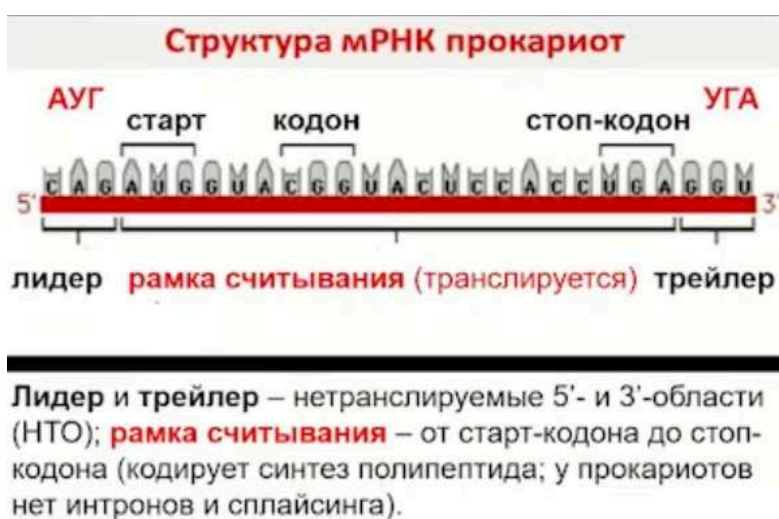 Структура мРНК прокариот
АУГ УГА
старт кодон стоп-кодон
5' C A G A U G G U A C G G U A C U C C A C C U G A G G U 3'
лидер рамка считывания (транслируется) трейлер
Лидер и трейлер – нетранслируемые 5'- и 3'-области
(НТО); рамка считывания – от старт-кодона до стоп-
кодона (кодирует синтез полипептида; у прокариотов
нет интронов и сплайсинга).